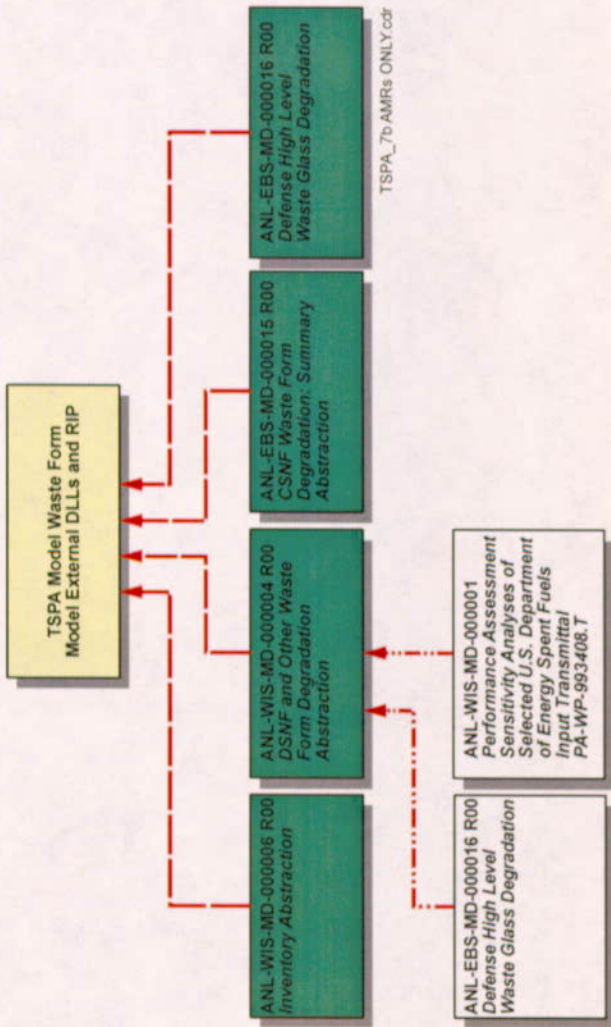 TSPA Model Waste Form
Model External DLLs and RIP
ANL-WIS-MD-000006 R00
Inventory Abstraction
ANL-WIS-MD-000004 R00
DSNF and Other Waste
Form Degradation
Abstraction
ANL-EBS-MD-000015 R00
CSNF Waste Form
Degradation: Summary
Abstraction
ANL-EBS-MD-000016 R00
Defense High Level
Waste Glass Degradation
ANL-EBS-MD-000016 R00
Defense High Level
Waste Glass Degradation
ANL-WIS-MD-000001
Performance Assessment
Sensitivity Analyses of
Selected U.S. Department
of Energy Spent Fuels
Input Transmittal
PA-WP-993408.T
TSPA_7b AMRs ONLY.cdr